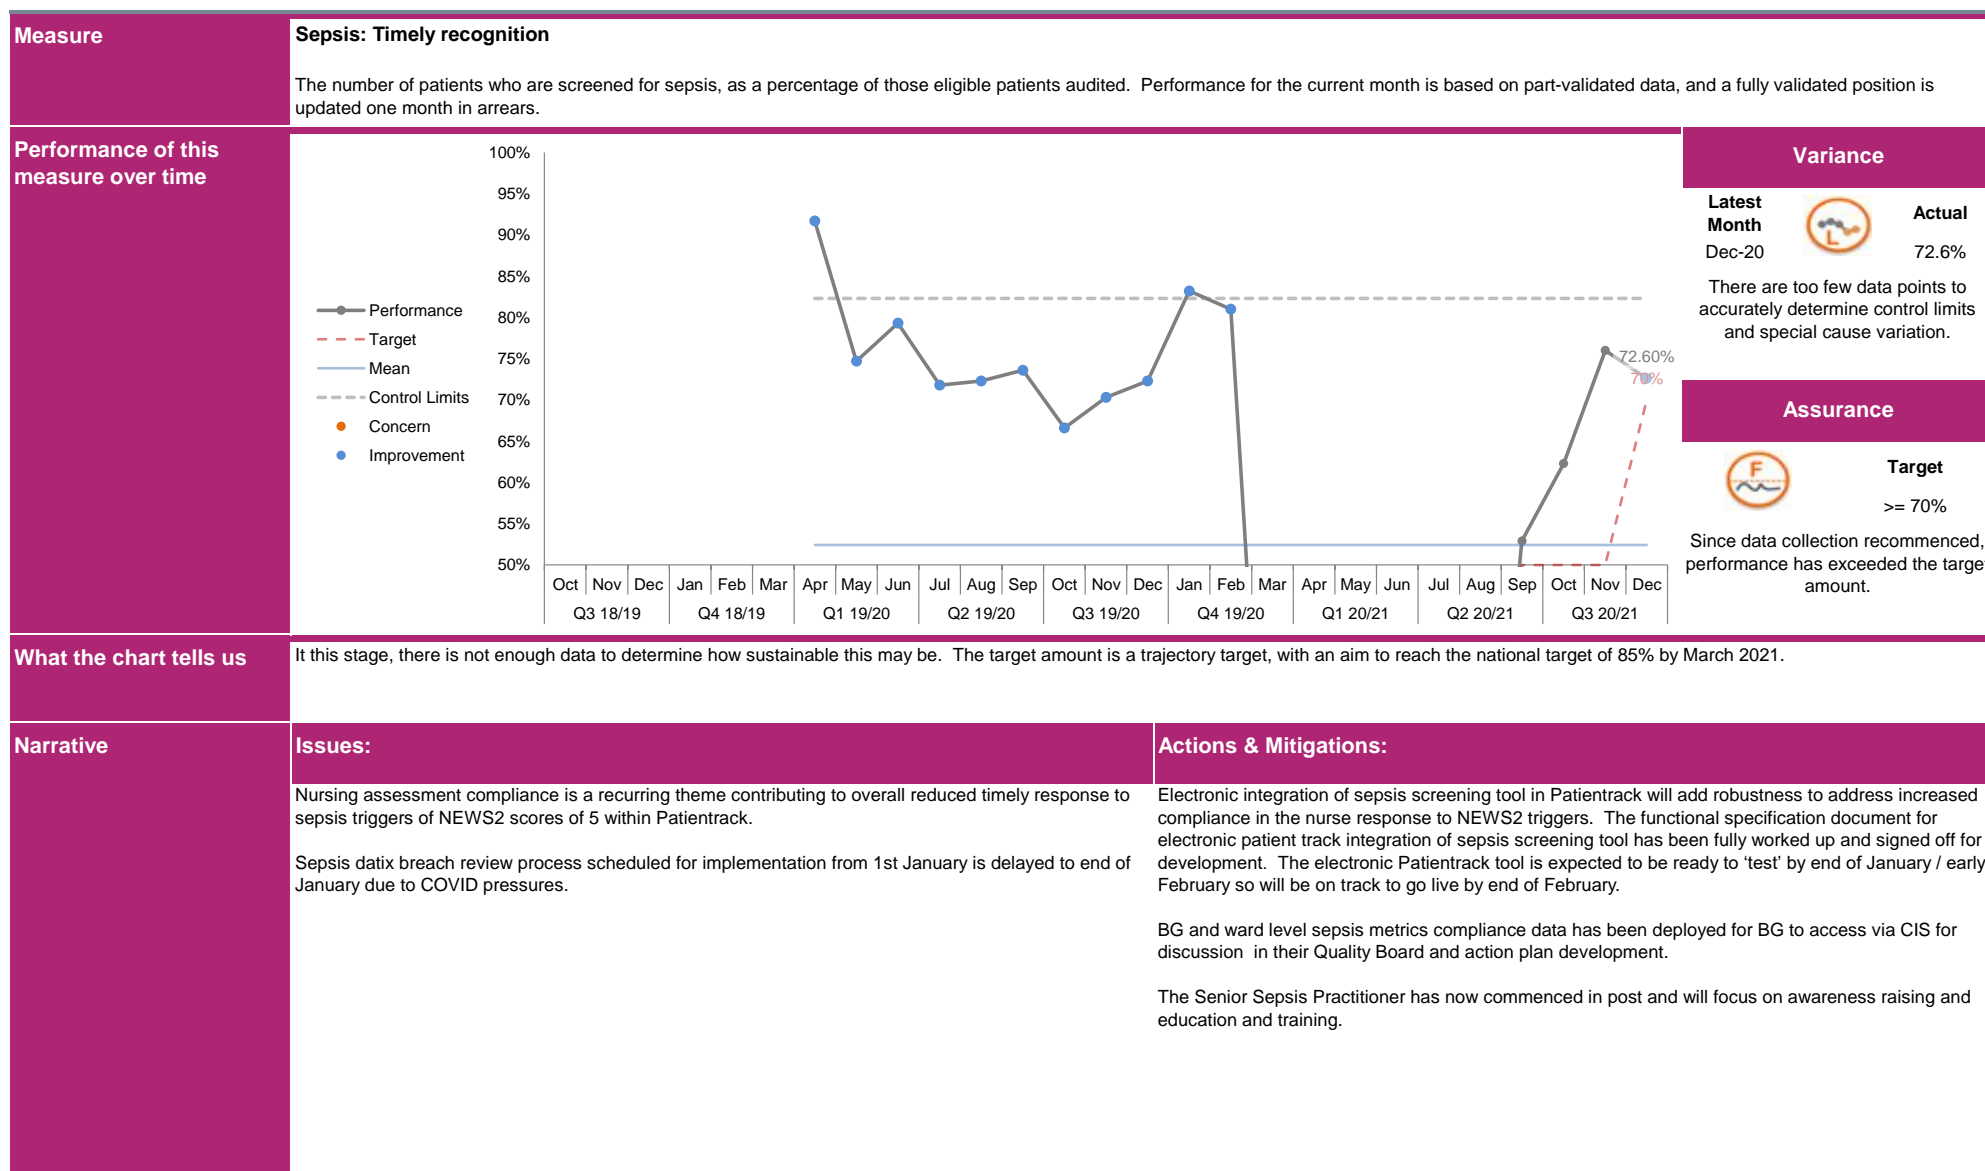 Measure
Sepsis: Timely recognition
The number of patients who are screened for sepsis, as a percentage of those eligible patients audited.  Performance for the current month is based on part-validated data, and a fully validated position is
updated one month in arrears.
Performance of this
measure over time
100%
95%
90%
85%
80%
75%
70%
65%
60%
55%
50%
Performance
Target
Mean
Control Limits
Concern
Improvement
72.60%
70%
Oct Nov Dec Jan Feb Mar Apr May Jun Jul Aug Sep Oct Nov Dec Jan Feb Mar Apr May Jun Jul Aug Sep Oct Nov Dec
Q3 18/19 Q4 18/19 Q1 19/20 Q2 19/20 Q3 19/20 Q4 19/20 Q1 20/21 Q2 20/21 Q3 20/21
Variance
Latest
Month
Dec-20
L
Actual
72.6%
There are too few data points to
accurately determine control limits
and special cause variation.
Assurance
F
Target
>= 70%
Since data collection recommenced,
performance has exceeded the target
amount.
What the chart tells us
It this stage, there is not enough data to determine how sustainable this may be.  The target amount is a trajectory target, with an aim to reach the national target of 85% by March 2021.
Narrative
Issues:
Nursing assessment compliance is a recurring theme contributing to overall reduced timely response to
sepsis triggers of NEWS2 scores of 5 within Patientrack.
Sepsis datix breach review process scheduled for implementation from 1st January is delayed to end of
January due to COVID pressures.
Actions & Mitigations:
Electronic integration of sepsis screening tool in Patientrack will add robustness to address increased
compliance in the nurse response to NEWS2 triggers.  The functional specification document for
electronic patient track integration of sepsis screening tool has been fully worked up and signed off for
development.  The electronic Patientrack tool is expected to be ready to ‘test’ by end of January / early
February so will be on track to go live by end of February.
BG and ward level sepsis metrics compliance data has been deployed for BG to access via CIS for
discussion  in their Quality Board and action plan development.
The Senior Sepsis Practitioner has now commenced in post and will focus on awareness raising and
education and training.